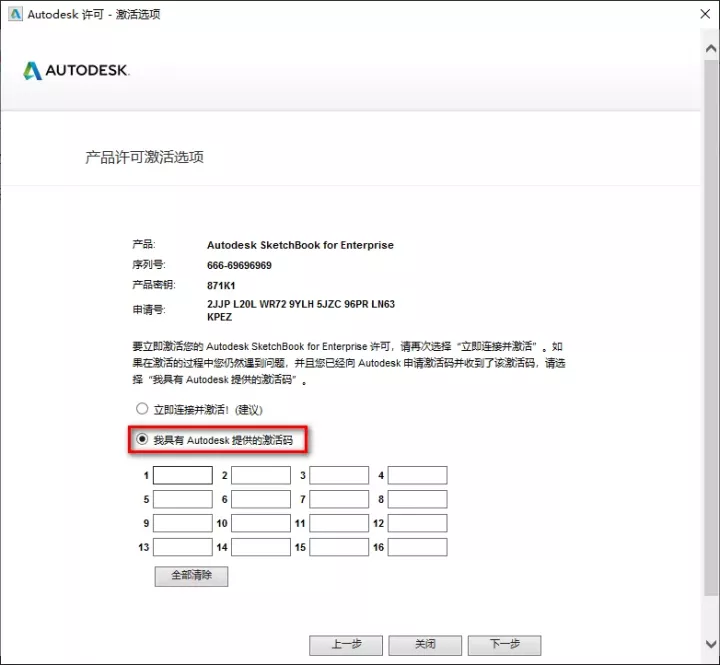 Autodesk 许可 - 激活选项
AUTODESK.
产品许可激活选项
产品: Autodesk SketchBook for Enterprise
序列号: 666-69696969
产品密钥: 871K1
申请号: 2JJP L20L WR72 9YLH 5JZC 96PR LN63
KPEZ
要立即激活您的 Autodesk SketchBook for Enterprise 许可，请再次选择“立即连接并激活”。如
果在激活的过程中您仍然遇到问题，并且您已经向 Autodesk 申请激活码并收到了该激活码，请选
择“我具有 Autodesk 提供的激活码”。
立即连接并激活! (建议)
我具有 Autodesk 提供的激活码
1 2 3 4
5 6 7 8
9 10 11 12
13 14 15 16
全部清除
上一步 关闭 下一步